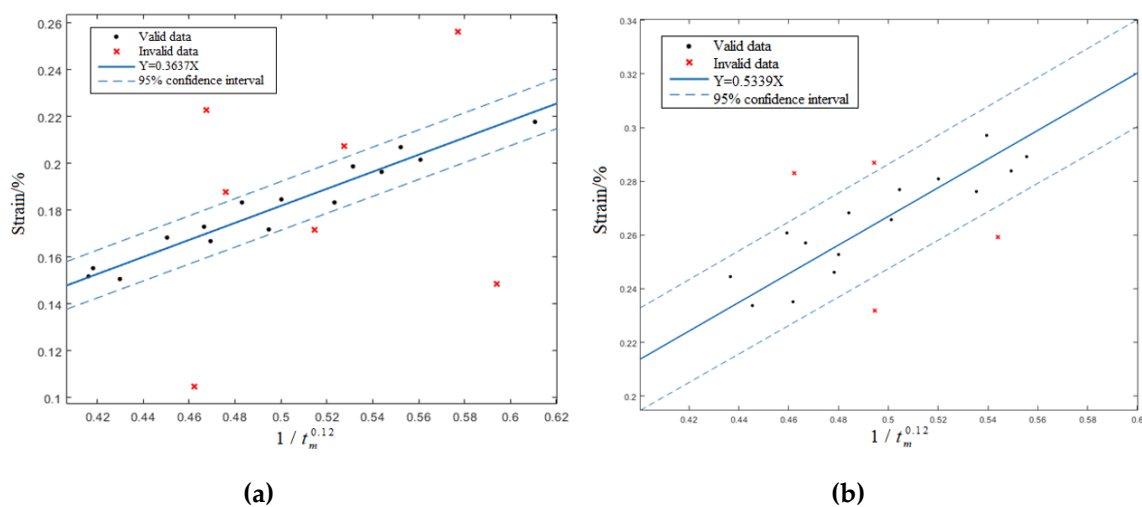 0.26
0.24
0.22
0.2
0.18
0.16
0.14
0.12
0.1
Strain/%
Valid data
Invalid data
Y=0.3637X
95% confidence interval
0.42 0.44 0.46 0.48 0.5 0.52 0.54 0.56 0.58 0.6 0.62
1 / t_m^0.12
(a)
0.34
0.32
0.3
0.28
0.26
0.24
0.22
0.2
Strain/%
Valid data
Invalid data
Y=0.5339X
95% confidence interval
0.42 0.44 0.46 0.48 0.5 0.52 0.54 0.56 0.58 0.6
1 / t_m^0.12
(b)